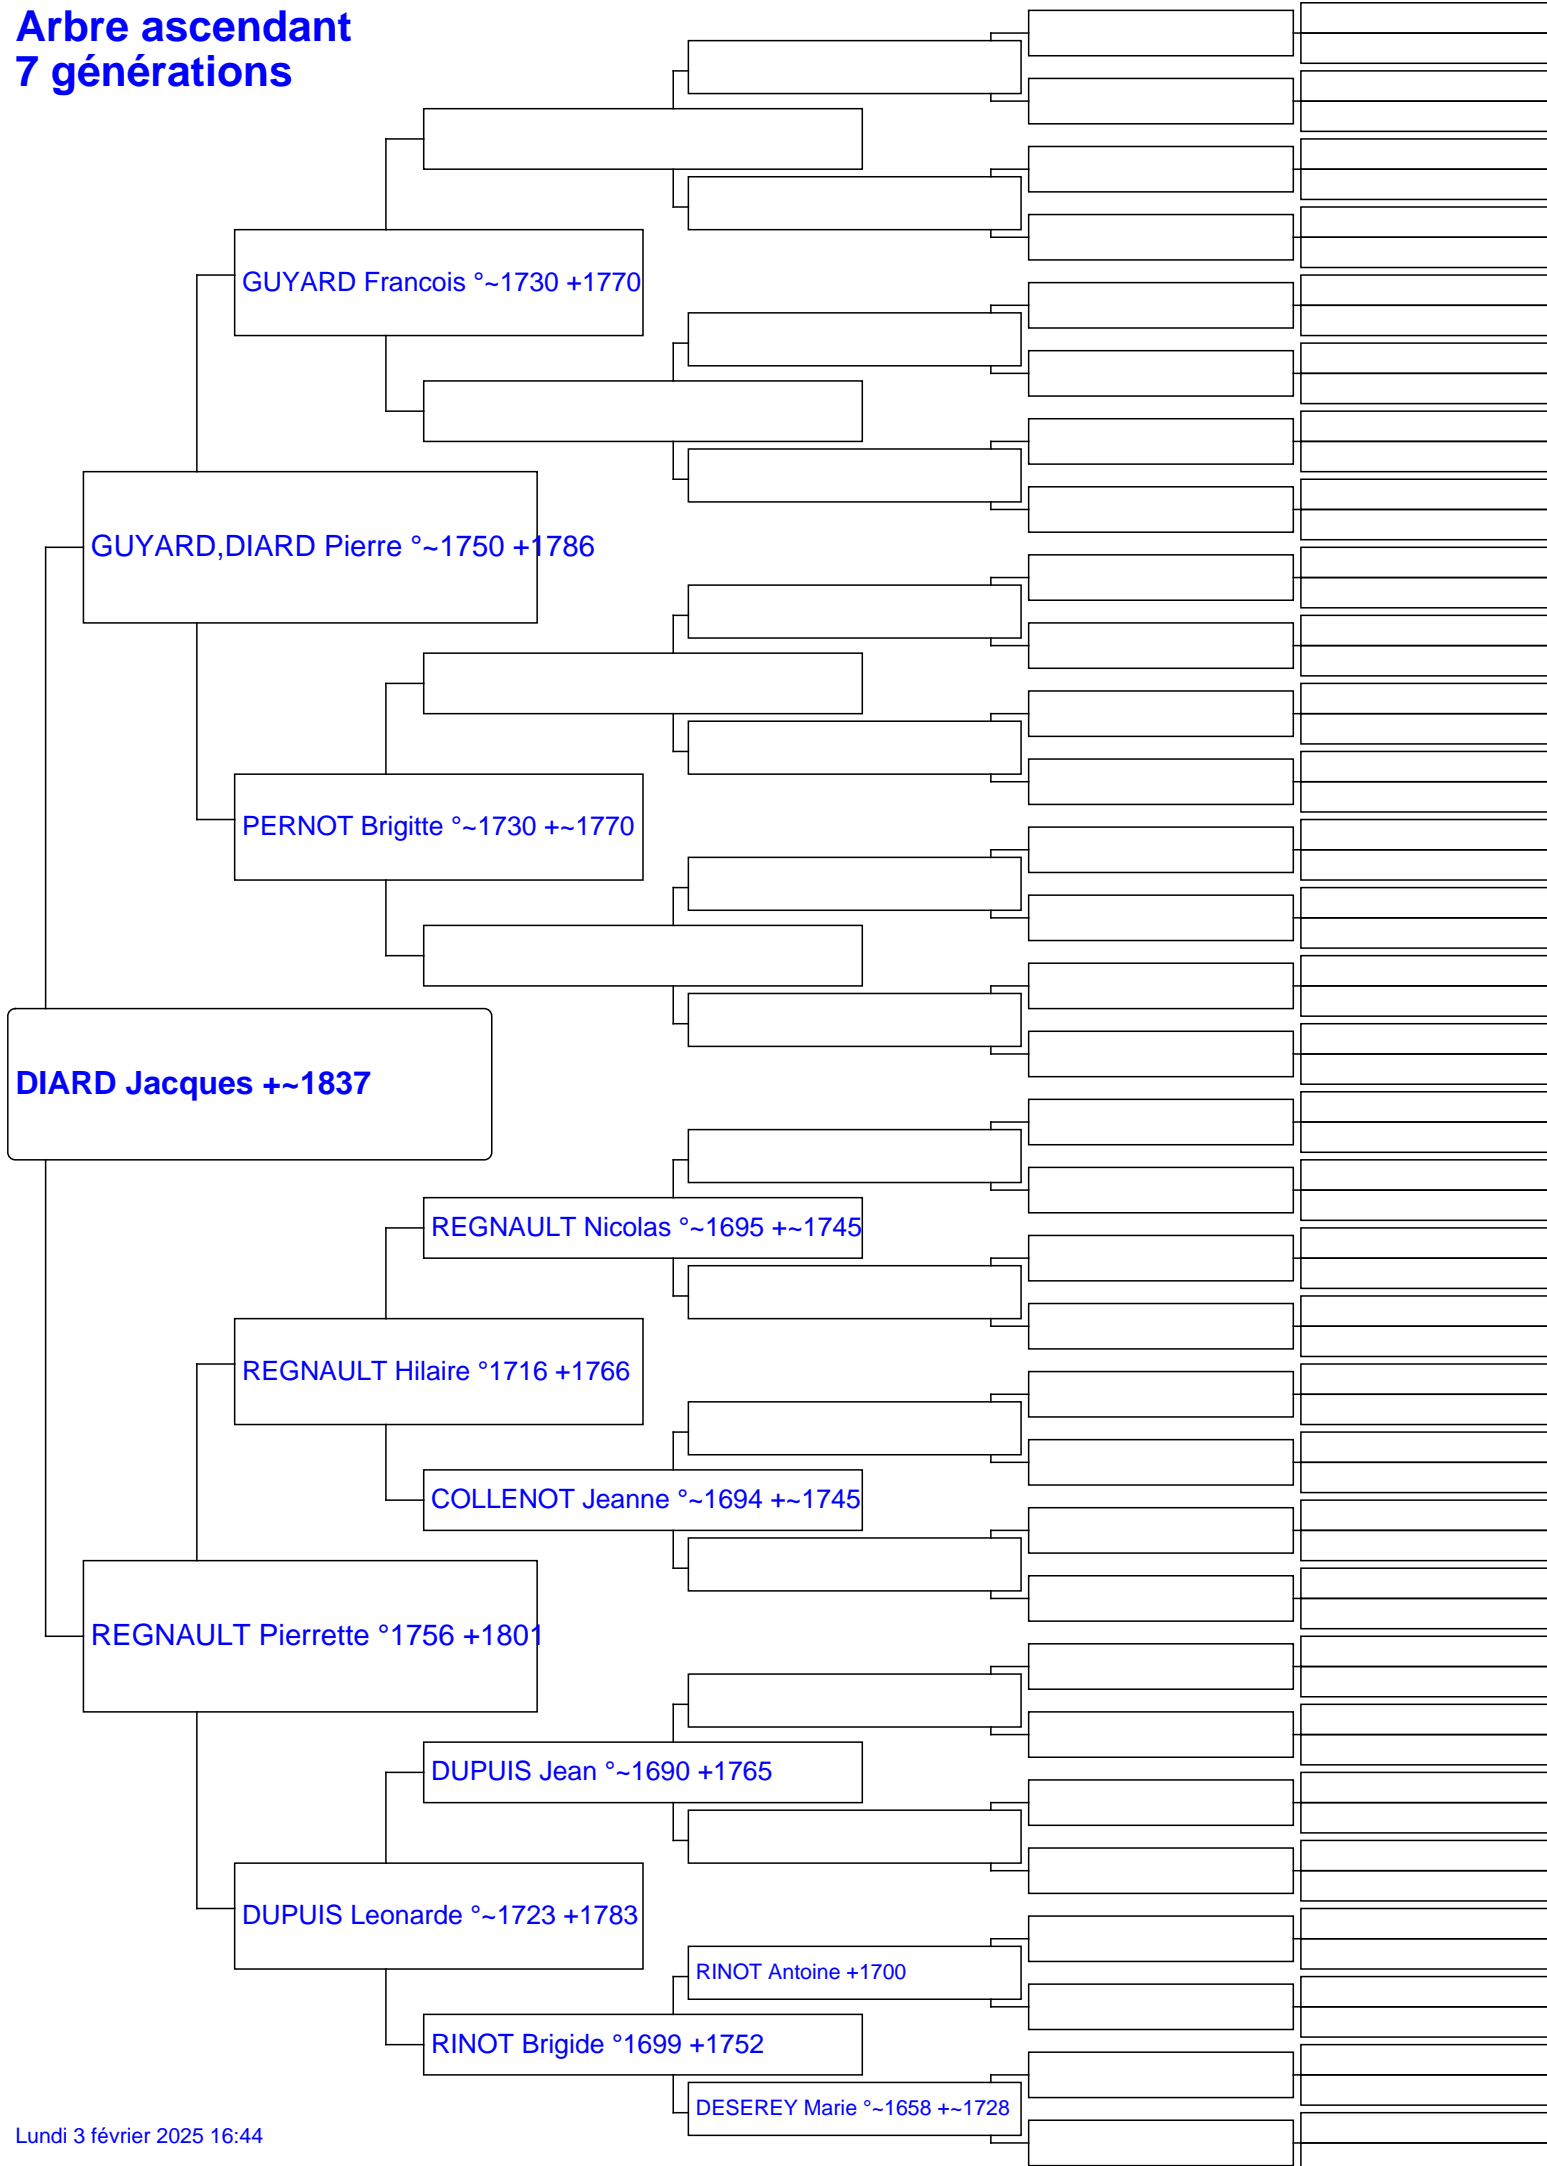 Arbre ascendant
7 générations
GUYARD Francois °~1730 +1770
GUYARD,DIARD Pierre °~1750 +1786
PERNOT Brigitte °~1730 +~1770
DIARD Jacques +~1837
REGNAULT Nicolas °~1695 +~1745
REGNAULT Hilaire °1716 +1766
COLLENOT Jeanne °~1694 +~1745
REGNAULT Pierrette °1756 +1801
DUPUIS Jean °~1690 +1765
DUPUIS Leonarde °~1723 +1783
RINOT Antoine +1700
RINOT Brigide °1699 +1752
DESEREY Marie °~1658 +~1728
Lundi 3 février 2025 16:44